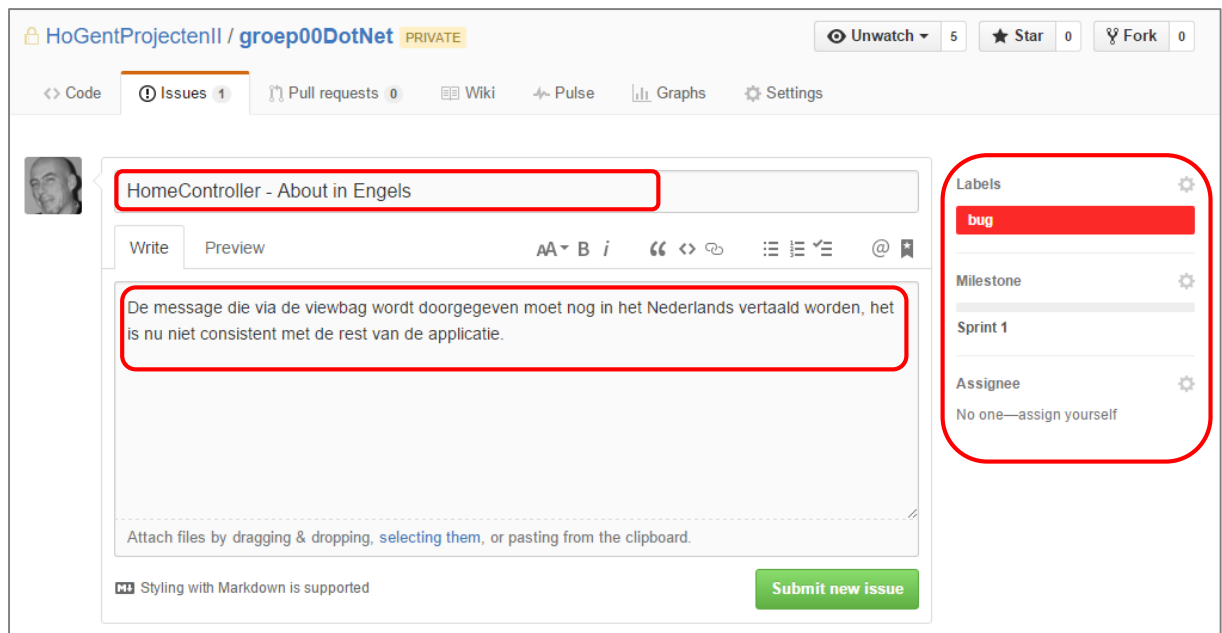 HoGentProjectenII / groep00DotNet PRIVATE
Unwatch 5 Star 0 Fork 0
Code Issues 1 Pull requests 0 Wiki Pulse Graphs Settings
HomeController - About in Engels
Write Preview AA B i @
De message die via de viewbag wordt doorgegeven moet nog in het Nederlands vertaald worden, het
is nu niet consistent met de rest van de applicatie.
Attach files by dragging & dropping, selecting them, or pasting from the clipboard.
Styling with Markdown is supported
Submit new issue
Labels
bug
Milestone
Sprint 1
Assignee
No one—assign yourself